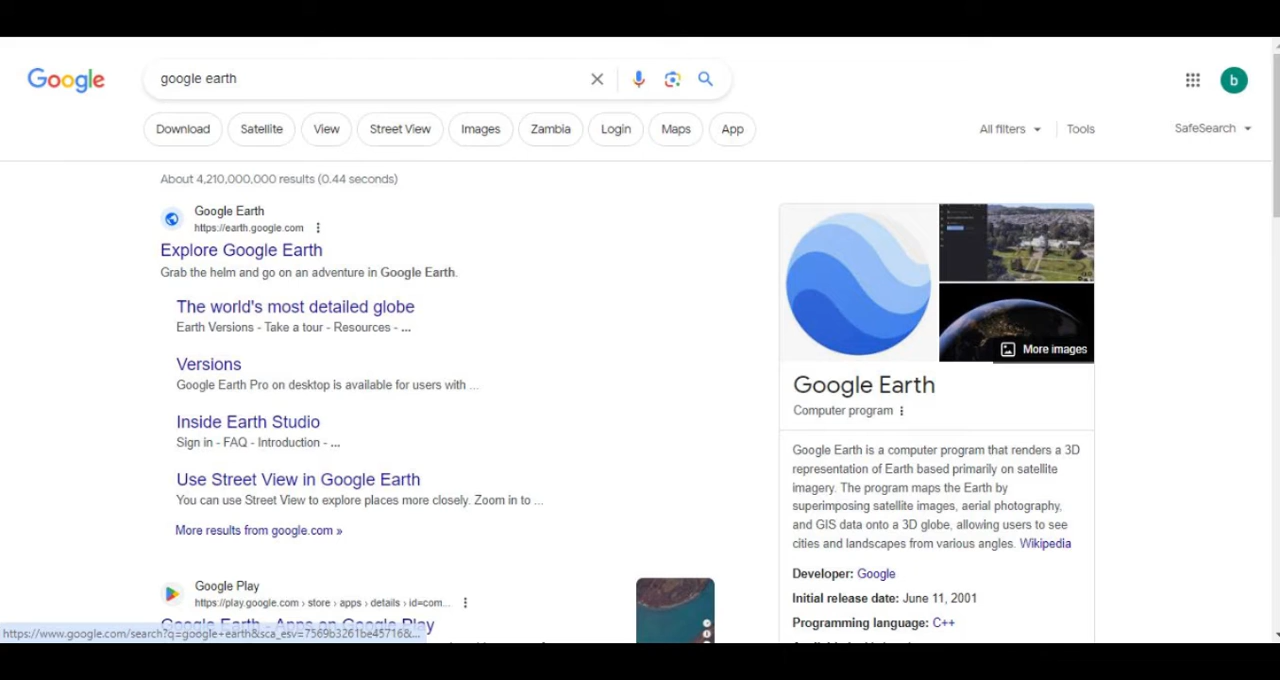 Google
google earth
b
Download
Satellite
View
Street View
Images
Zambia
Login
Maps
App
All filters
Tools
SafeSearch
About 4,210,000,000 results (0.44 seconds)
Google Earth
https://earth.google.com
Explore Google Earth
Grab the helm and go on an adventure in Google Earth.
The world's most detailed globe
Earth Versions - Take a tour - Resources - ...
Versions
Google Earth Pro on desktop is available for users with ...
Inside Earth Studio
Sign in - FAQ - Introduction - ...
Use Street View in Google Earth
You can use Street View to explore places more closely. Zoom in to ...
More results from google.com »
Google Play
https://play.google.com › store › apps › details › id=com...
Google Earth - Apps on Google Play
https://www.google.com/search?q=google+earth&sca_esv=7569b3261be45716&...
More images
Google Earth
Computer program
Google Earth is a computer program that renders a 3D
representation of Earth based primarily on satellite
imagery. The program maps the Earth by
superimposing satellite images, aerial photography,
and GIS data onto a 3D globe, allowing users to see
cities and landscapes from various angles. Wikipedia
Developer: Google
Initial release date: June 11, 2001
Programming language: C++